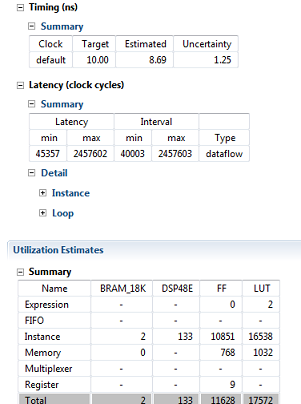 Timing (ns)
Summary
Clock Target Estimated Uncertainty
default 10.00 8.69 1.25
Latency (clock cycles)
Summary
Latency Interval
min max min max Type
45357 2457602 40003 2457603 dataflow
Detail
Instance
Loop
Utilization Estimates
Summary
Name BRAM_18K DSP48E FF LUT
Expression - - 0 2
FIFO - - - -
Instance 2 133 10851 16538
Memory 0 - 768 1032
Multiplexer - - - -
Register - - 9 -
Total 2 133 11628 17572